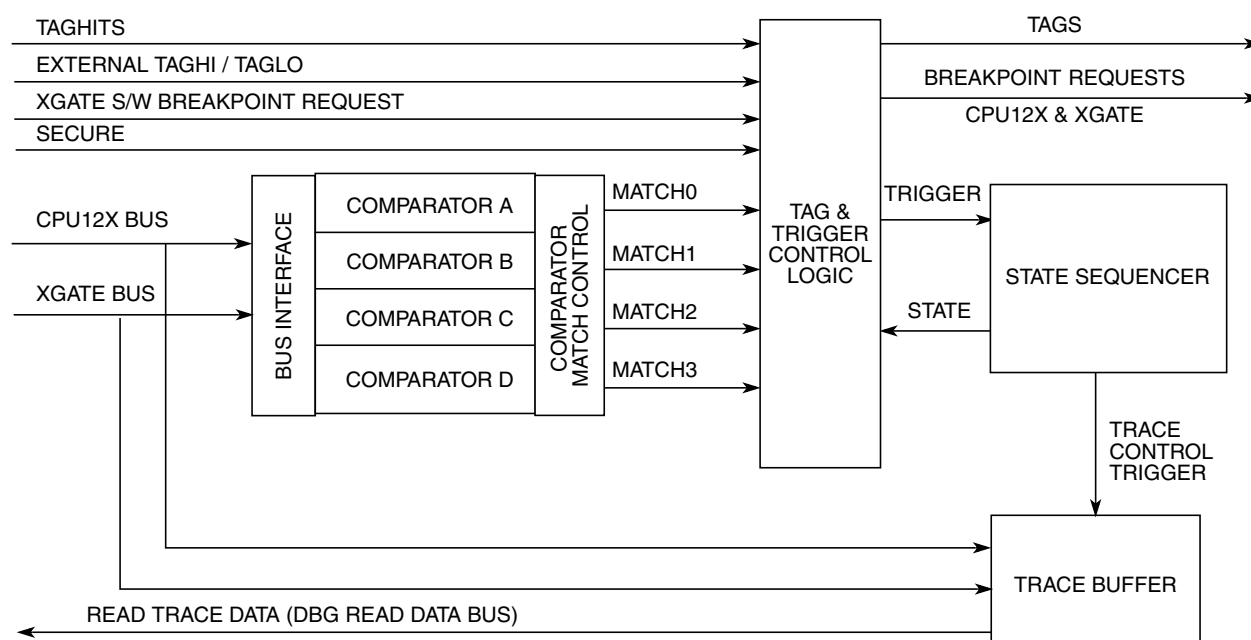 TAGHITS
EXTERNAL TAGHI / TAGLO
XGATE S/W BREAKPOINT REQUEST
SECURE
TAGS
BREAKPOINT REQUESTS
CPU12X & XGATE
CPU12X BUS
XGATE BUS
BUS INTERFACE
COMPARATOR A
COMPARATOR B
COMPARATOR C
COMPARATOR D
COMPARATOR
MATCH CONTROL
MATCH0
MATCH1
MATCH2
MATCH3
TAG &
TRIGGER
CONTROL
LOGIC
TRIGGER
STATE
STATE SEQUENCER
TRACE
CONTROL
TRIGGER
TRACE BUFFER
READ TRACE DATA (DBG READ DATA BUS)